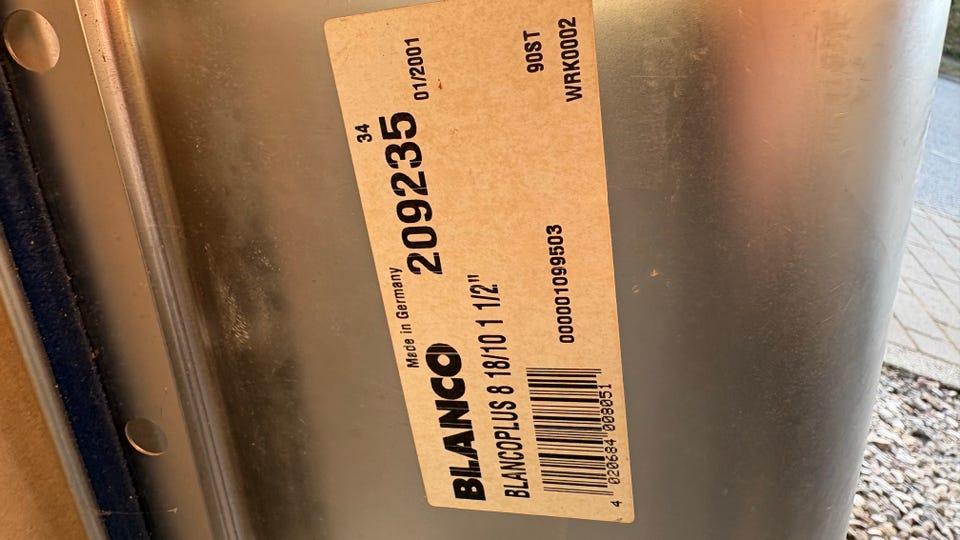 34
Made in Germany
01/2001
BLANCO 209235
BLANCOPLUS 8 18/10 1 1/2"
90ST
00001099503
WRK0002
4 020684 008051